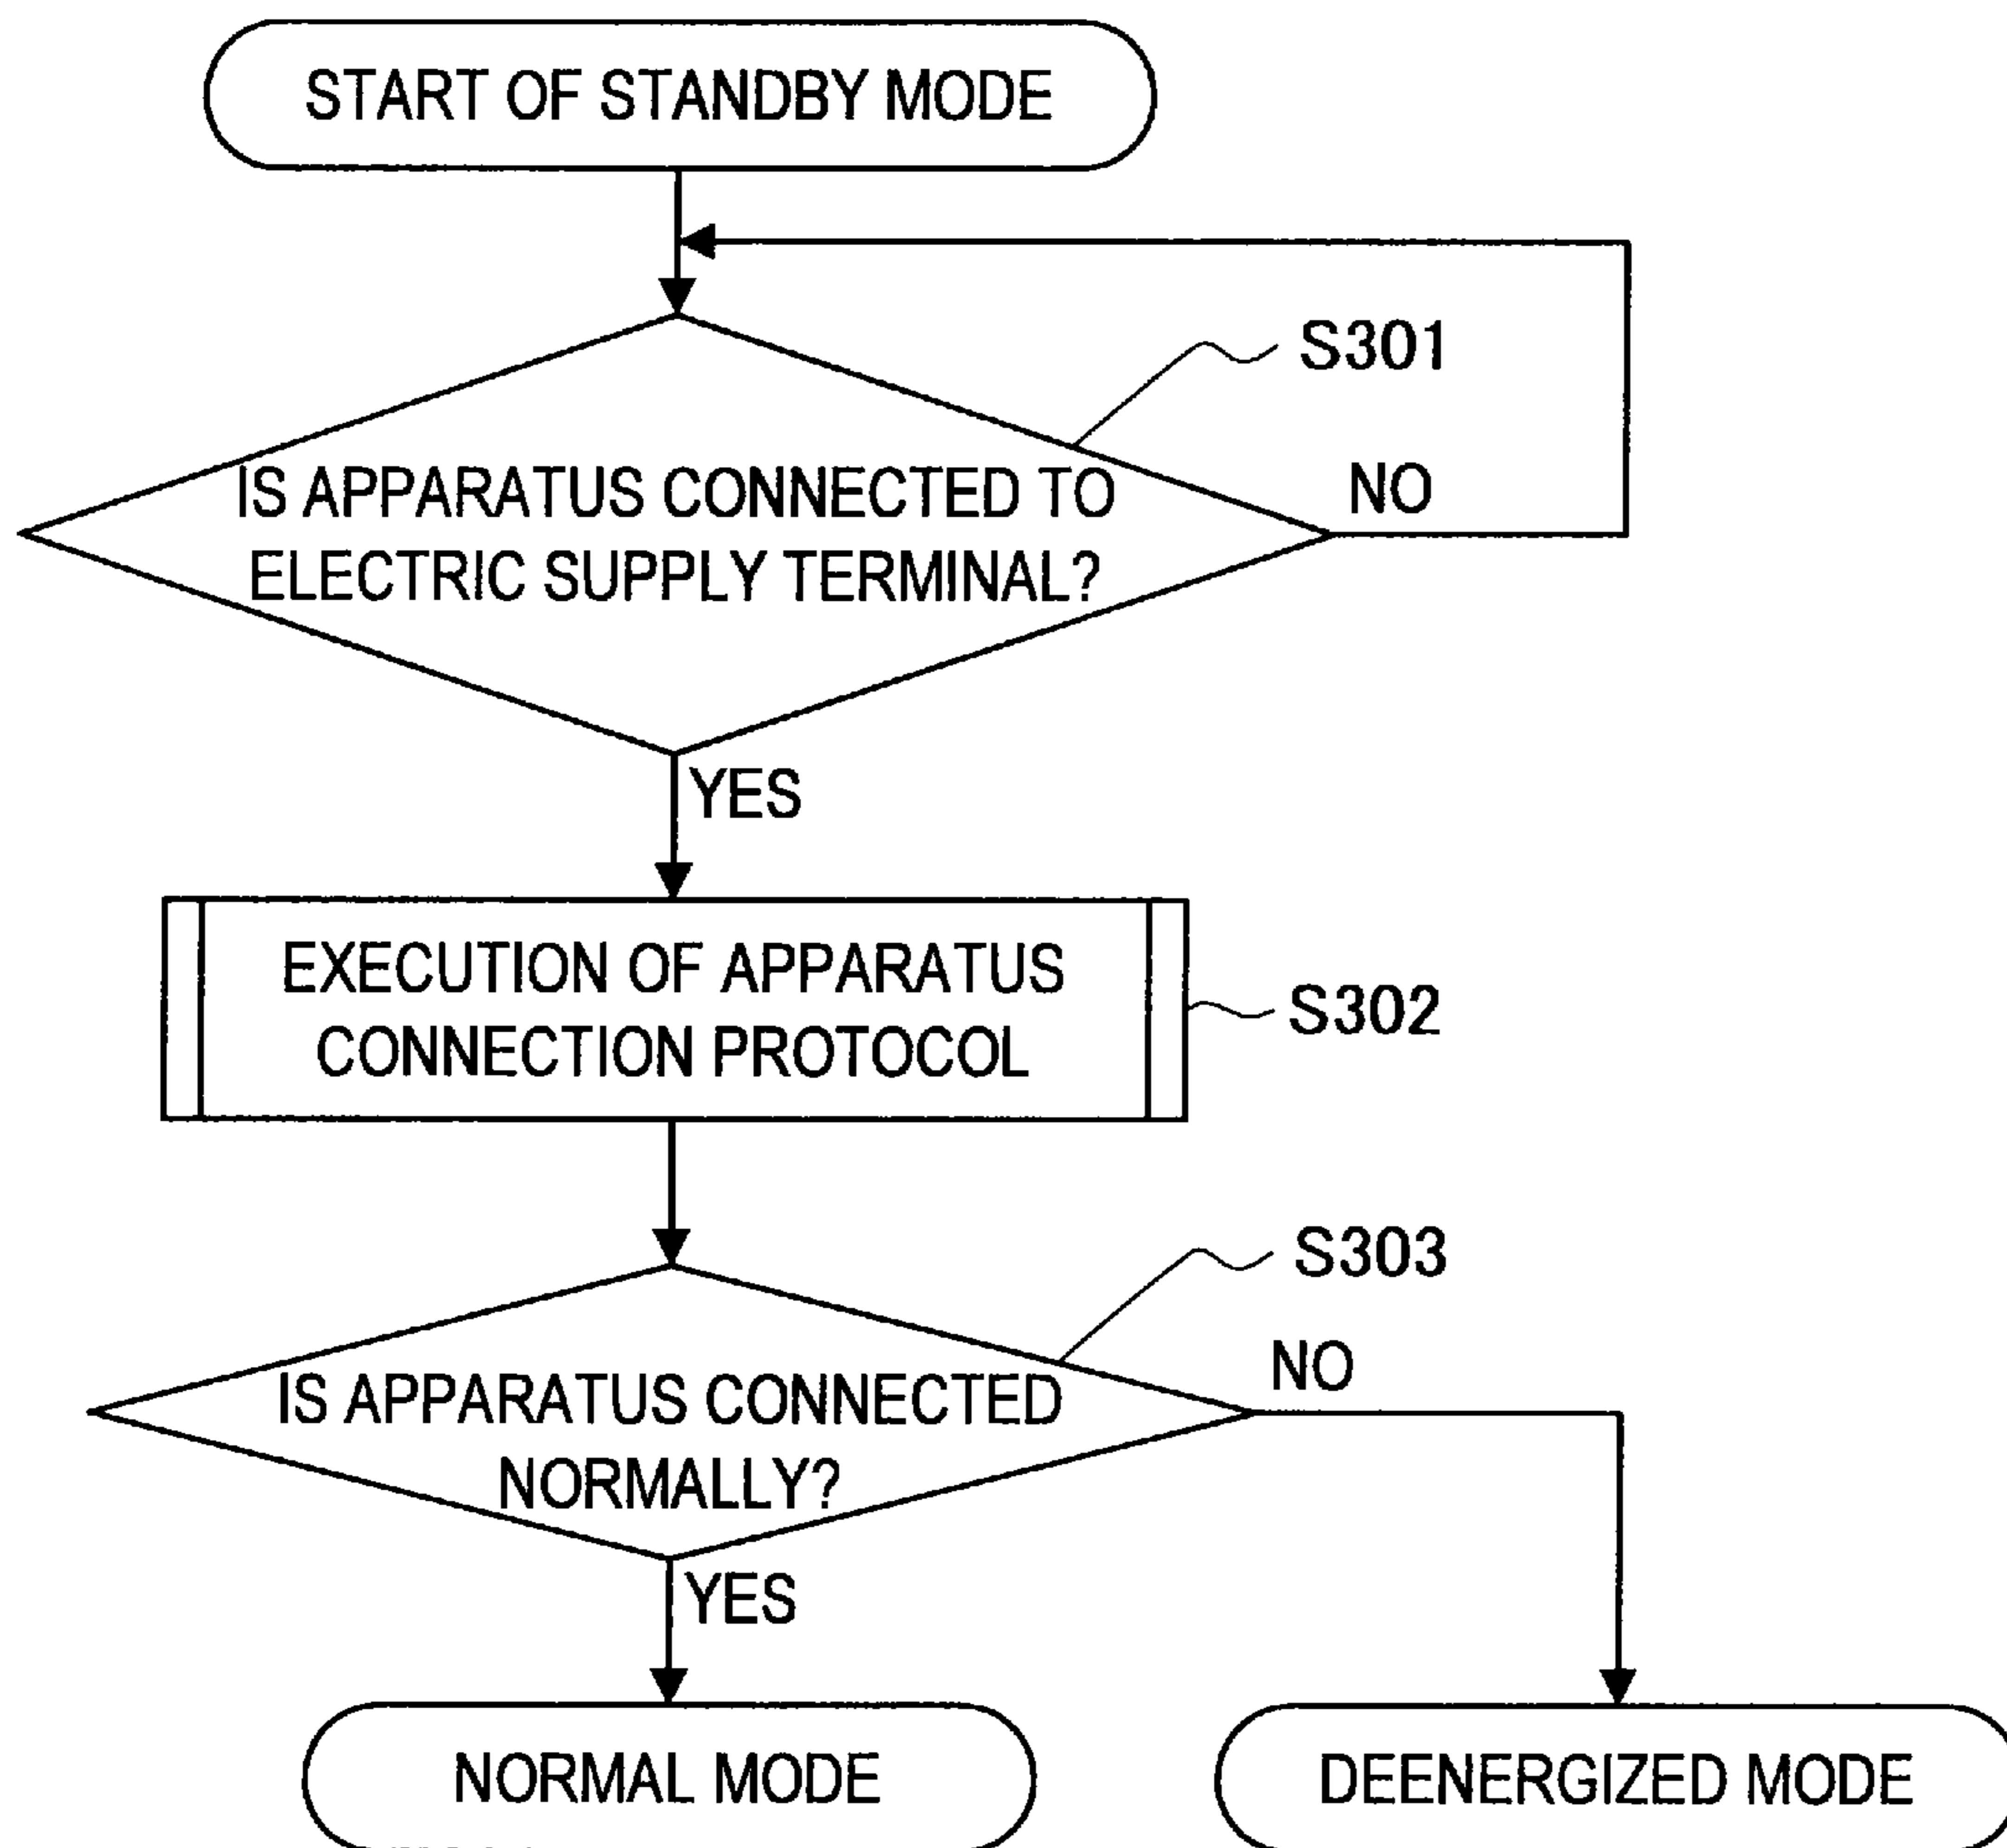 START OF STANDBY MODE
S301
IS APPARATUS CONNECTED TO
ELECTRIC SUPPLY TERMINAL?
NO
YES
EXECUTION OF APPARATUS
CONNECTION PROTOCOL
S302
S303
IS APPARATUS CONNECTED
NORMALLY?
NO
YES
NORMAL MODE
DEENERGIZED MODE